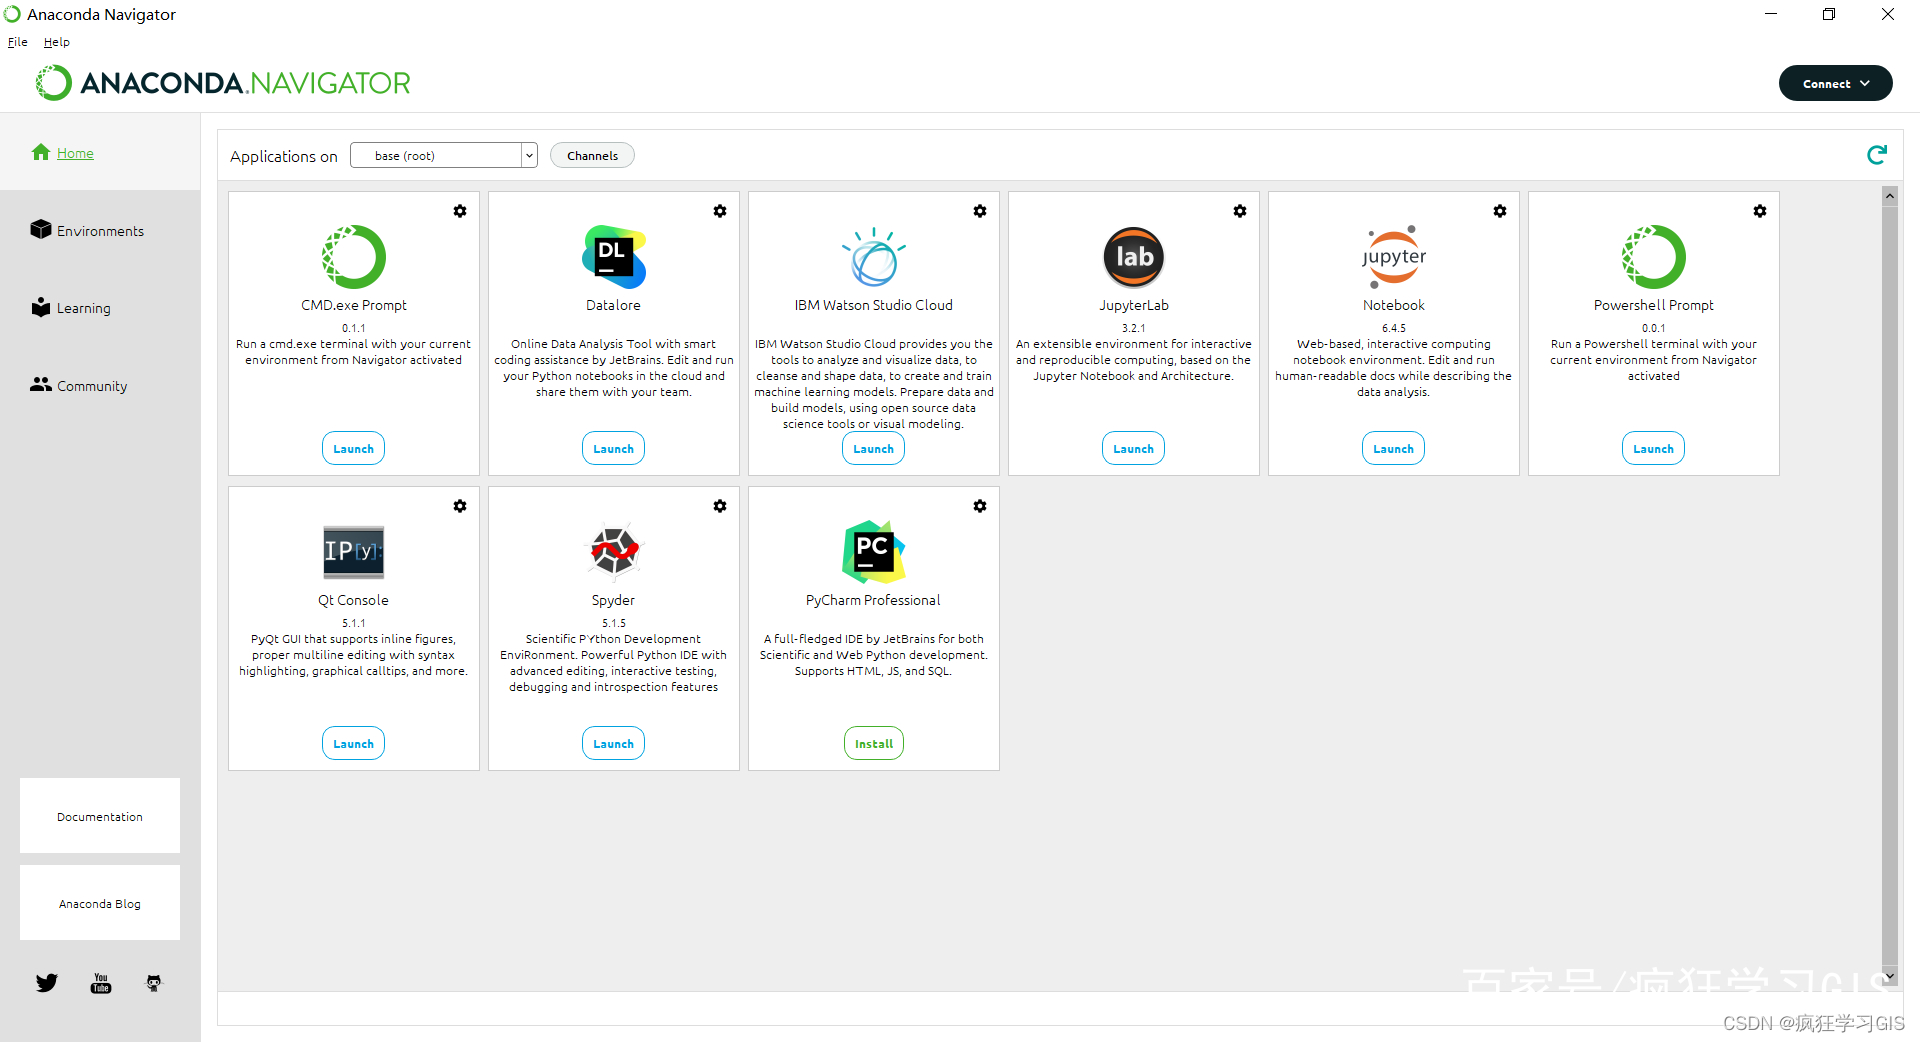 Anaconda Navigator
File Help
ANACONDA.NAVIGATOR
Connect
Home
Environments
Learning
Community
Documentation
Anaconda Blog
You
Tube
Applications on base (root) Channels
CMD.exe Prompt
0.1.1
Run a cmd.exe terminal with your current
environment from Navigator activated
Launch
DL
Datalore
Online Data Analysis Tool with smart
coding assistance by JetBrains. Edit and run
your Python notebooks in the cloud and
share them with your team.
Launch
IBM Watson Studio Cloud
IBM Watson Studio Cloud provides you the
tools to analyze and visualize data, to
cleanse and shape data, to create and train
machine learning models. Prepare data and
build models, using open source data
science tools or visual modeling.
Launch
lab
JupyterLab
3.2.1
An extensible environment for interactive
and reproducible computing, based on the
Jupyter Notebook and Architecture.
Launch
jupyter
Notebook
6.4.5
Web-based, interactive computing
notebook environment. Edit and run
human-readable docs while describing the
data analysis.
Launch
Powershell Prompt
0.0.1
Run a Powershell terminal with your
current environment from Navigator
activated
Launch
IP[y]:
Qt Console
5.1.1
PyQt GUI that supports inline figures,
proper multiline editing with syntax
highlighting, graphical calltips, and more.
Launch
Spyder
5.1.5
Scientific PYthon Development
EnviRonment. Powerful Python IDE with
advanced editing, interactive testing,
debugging and introspection features
Launch
PC
PyCharm Professional
A full-fledged IDE by JetBrains for both
Scientific and Web Python development.
Supports HTML, JS, and SQL.
Install
百家号/疯狂学习GIS
CSDN @疯狂学习GIS